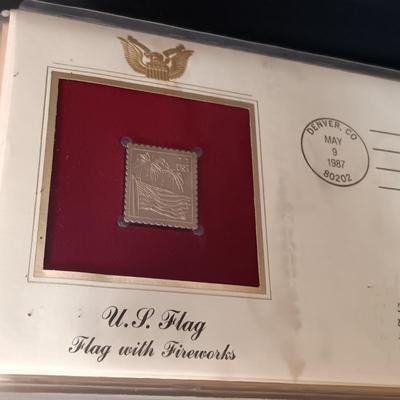 DENVER, CO
MAY
9
1987
80202
U.S. Flag
Flag with Fireworks